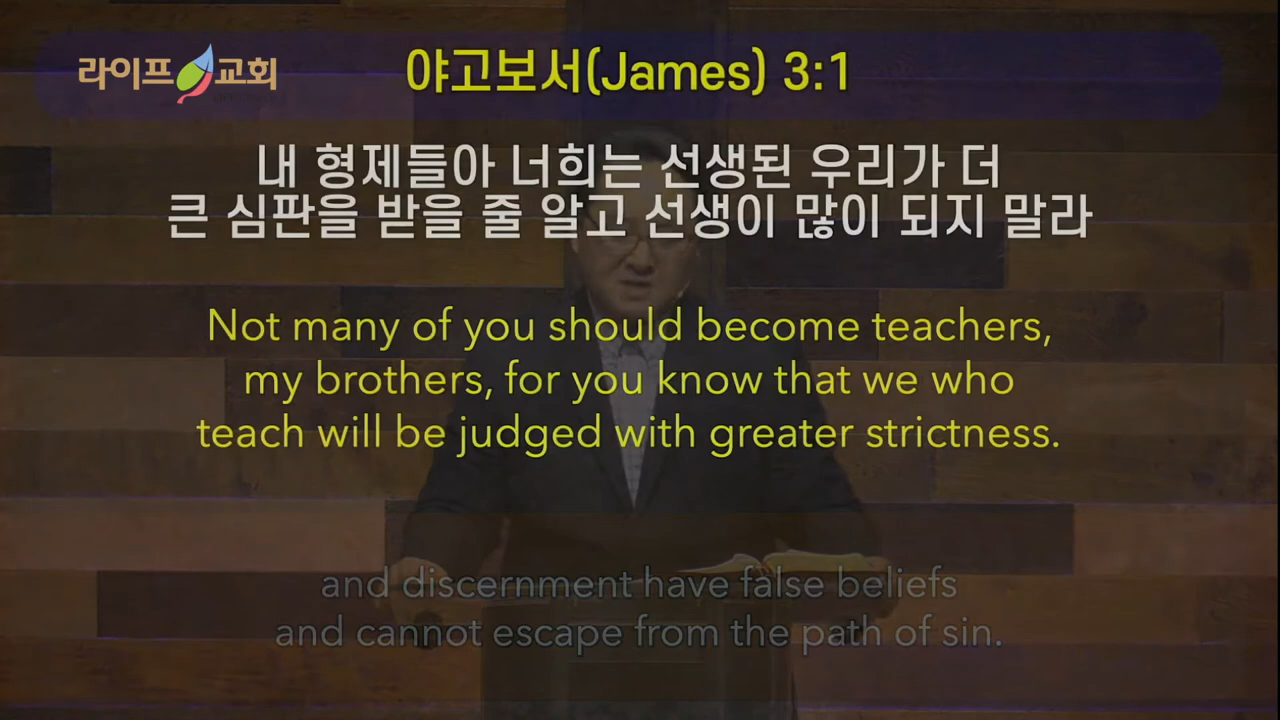 라이프 교회
야고보서(James) 3:1
내 형제들아 너희는 선생된 우리가 더
큰 심판을 받을 줄 알고 선생이 많이 되지 말라
Not many of you should become teachers,
my brothers, for you know that we who
teach will be judged with greater strictness.
and discernment have false beliefs
and cannot escape from the path of sin.